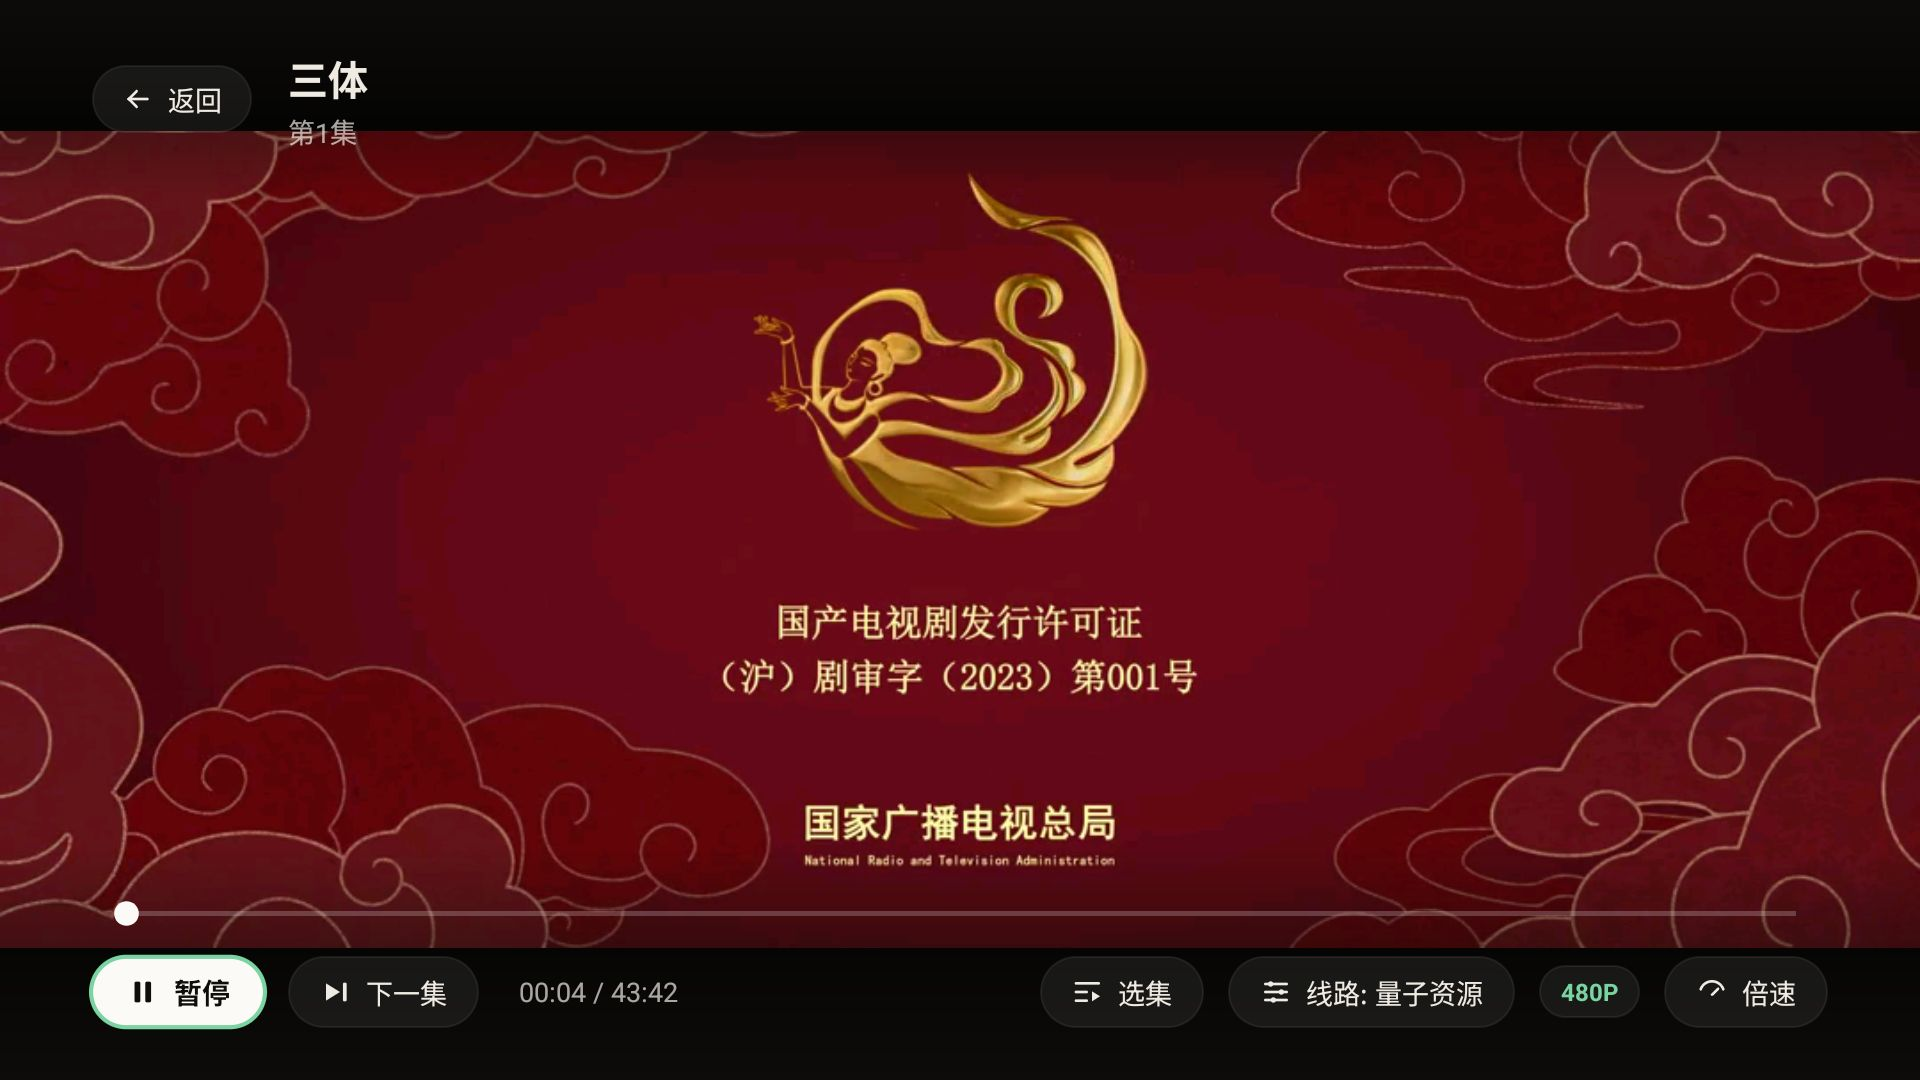 返回
三体
第1集
国产电视剧发行许可证
（沪）剧审字（2023）第001号
国家广播电视总局
National Radio and Television Administration
暂停
下一集
00:04 / 43:42
选集
线路: 量子资源
480P
倍速